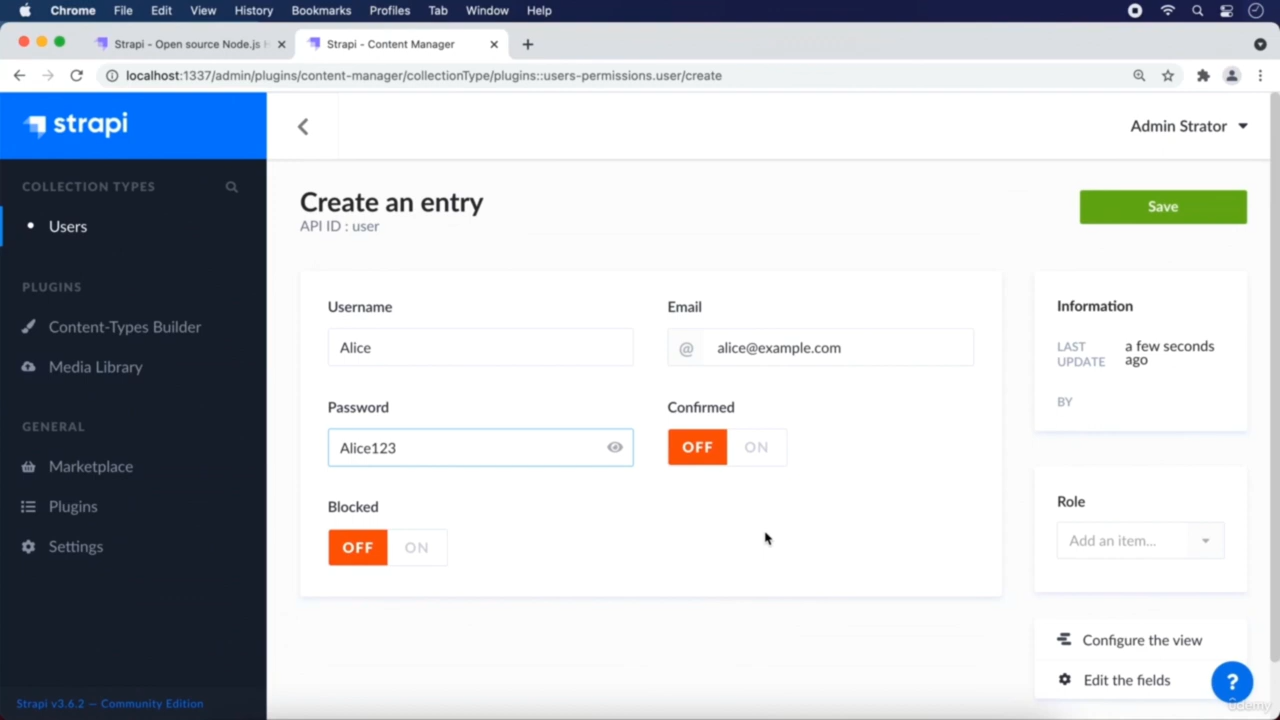 Chrome File Edit View History Bookmarks Profiles Tab Window Help
Strapi - Open source Node.js H
Strapi - Content Manager
localhost:1337/admin/plugins/content-manager/collectionType/plugins::users-permissions.user/create
strapi
Admin Strator
COLLECTION TYPES
Users
PLUGINS
Content-Types Builder
Media Library
GENERAL
Marketplace
Plugins
Settings
Strapi v3.6.2 — Community Edition
Create an entry
API ID : user
Save
Username
Alice
Email
@ alice@example.com
Password
Alice123
Confirmed
OFF ON
Blocked
OFF ON
Information
LAST UPDATE
a few seconds ago
BY
Role
Add an item...
Configure the view
Edit the fields
?
ûdemy